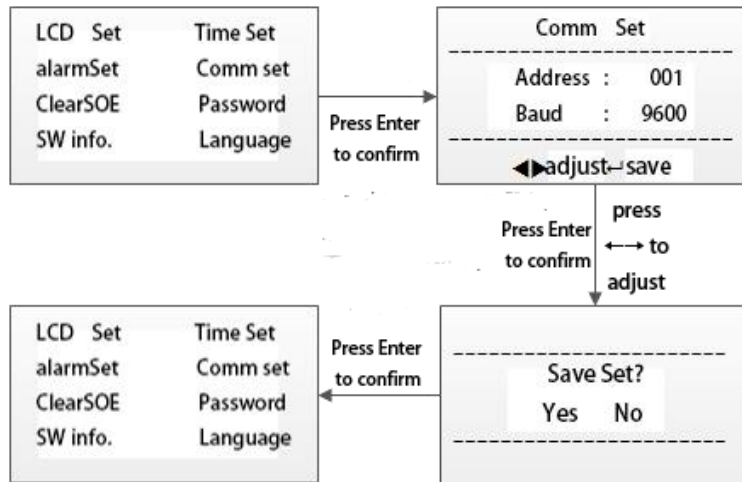 LCD Set Time Set
alarmSet Comm set
ClearSOE Password
SW info. Language
Press Enter
to confirm
Comm Set
Address : 001
Baud : 9600
◀▶adjust↵save
Press Enter
to confirm
press
←→ to
adjust
Save Set?
Yes No
Press Enter
to confirm
LCD Set Time Set
alarmSet Comm set
ClearSOE Password
SW info. Language